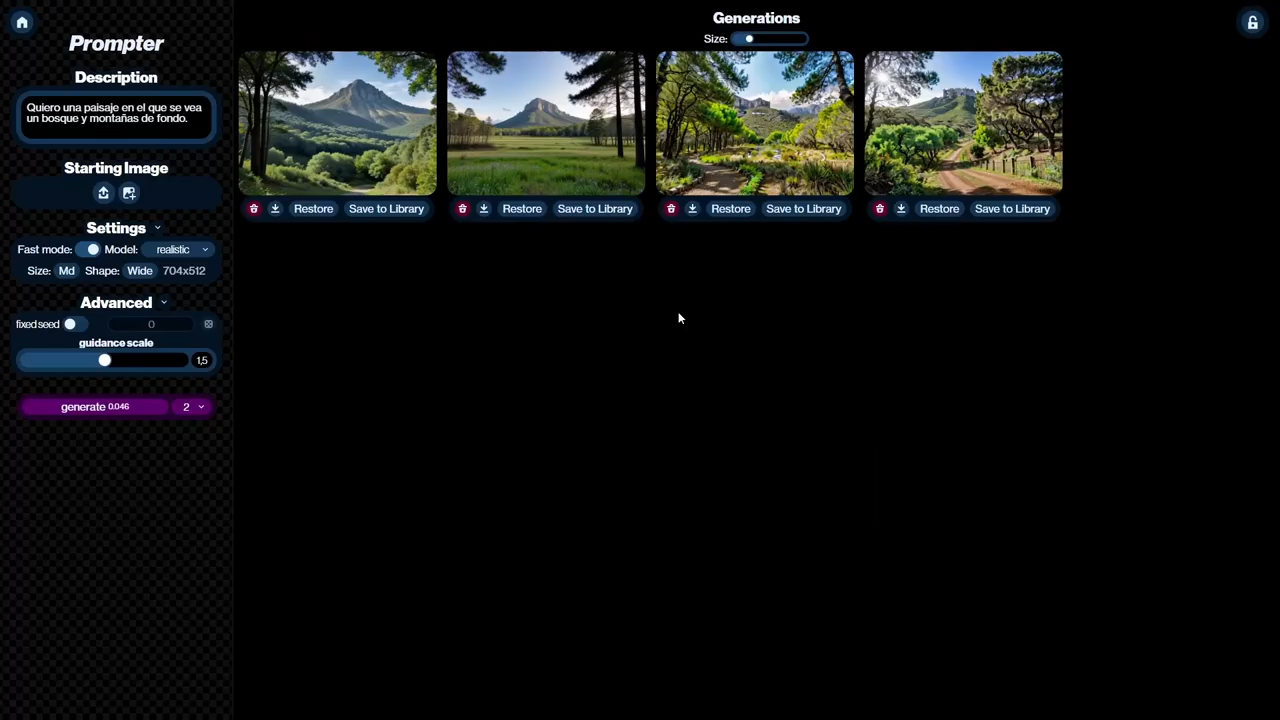 Prompter
Description
Quiero una paisaje en el que se vea
un bosque y montañas de fondo.
Starting Image
Settings
Fast mode: Model: realistic
Size: Md Shape: Wide 704x512
Advanced
fixed seed 0
guidance scale
1,5
generate 0.046 2
Generations
Size:
Restore Save to Library
Restore Save to Library
Restore Save to Library
Restore Save to Library